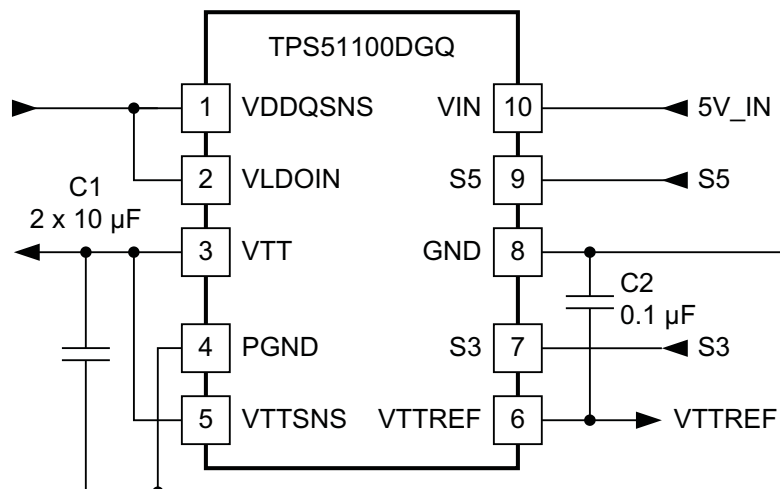 TPS51100DGQ
1 VDDQSNS VIN 10 5V_IN
2 VLDOIN S5 9 S5
C1
2 x 10 µF
3 VTT GND 8
C2
0.1 µF
4 PGND S3 7 S3
5 VTTSNS VTTREF 6 VTTREF